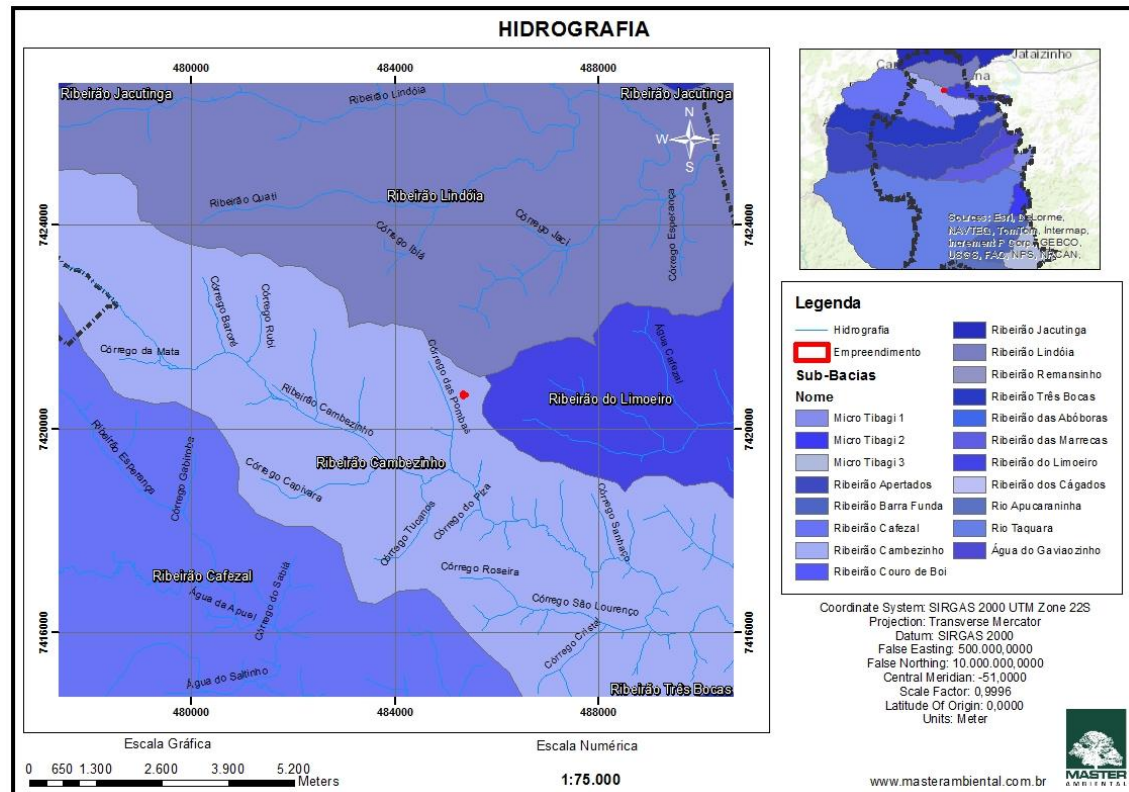 HIDROGRAFIA
480000 484000 488000
Ribeirão Jacutinga
Ribeirão Lindóia
Ribeirão Jacutinga
N
W E
S
Ribeirão Quati
Ribeirão Lindóia
Córrego Ibiá
Córrego Jaci
Córrego Esperança
7424000
7424000
Córrego Baroré
Córrego Rubi
Córrego da Mata
Córrego das Pombas
Água Cafezal
Ribeirão Cambezinho
Ribeirão do Limoeiro
7420000
7420000
Ribeirão Esperança
Córrego Gabiroba
Ribeirão Cambezinho
Córrego Capivara
Córrego Tucanos
Córrego do Piza
Córrego Sanhaço
Córrego Roseira
Ribeirão Cafezal
Água da Apuai
Córrego do Sabiá
Córrego São Lourenço
Córrego Cristal
7416000
7416000
Água do Saltinho
Ribeirão Três Bocas
480000 484000 488000
Escala Gráfica
0 650 1.300 2.600 3.900 5.200
Meters
Escala Numérica
1:75.000
Jataizinho
Sources: Esri, DeLorme,
NAVTEQ, TomTom, Intermap,
increment P Corp., GEBCO,
USGS, FAO, NPS, NRCAN,
Legenda
Hidrografia
Empreendimento
Sub-Bacias
Nome
Micro Tibagi 1
Micro Tibagi 2
Micro Tibagi 3
Ribeirão Apertados
Ribeirão Barra Funda
Ribeirão Cafezal
Ribeirão Cambezinho
Ribeirão Couro de Boi
Ribeirão Jacutinga
Ribeirão Lindóia
Ribeirão Remansinho
Ribeirão Três Bocas
Ribeirão das Abóboras
Ribeirão das Marrecas
Ribeirão do Limoeiro
Ribeirão dos Cágados
Rio Apucaraninha
Rio Taquara
Água do Gaviaozinho
Coordinate System: SIRGAS 2000 UTM Zone 22S
Projection: Transverse Mercator
Datum: SIRGAS 2000
False Easting: 500.000,0000
False Northing: 10.000.000,0000
Central Meridian: -51,0000
Scale Factor: 0,9996
Latitude Of Origin: 0,0000
Units: Meter
www.masterambiental.com.br
MASTER
AMBIENTAL